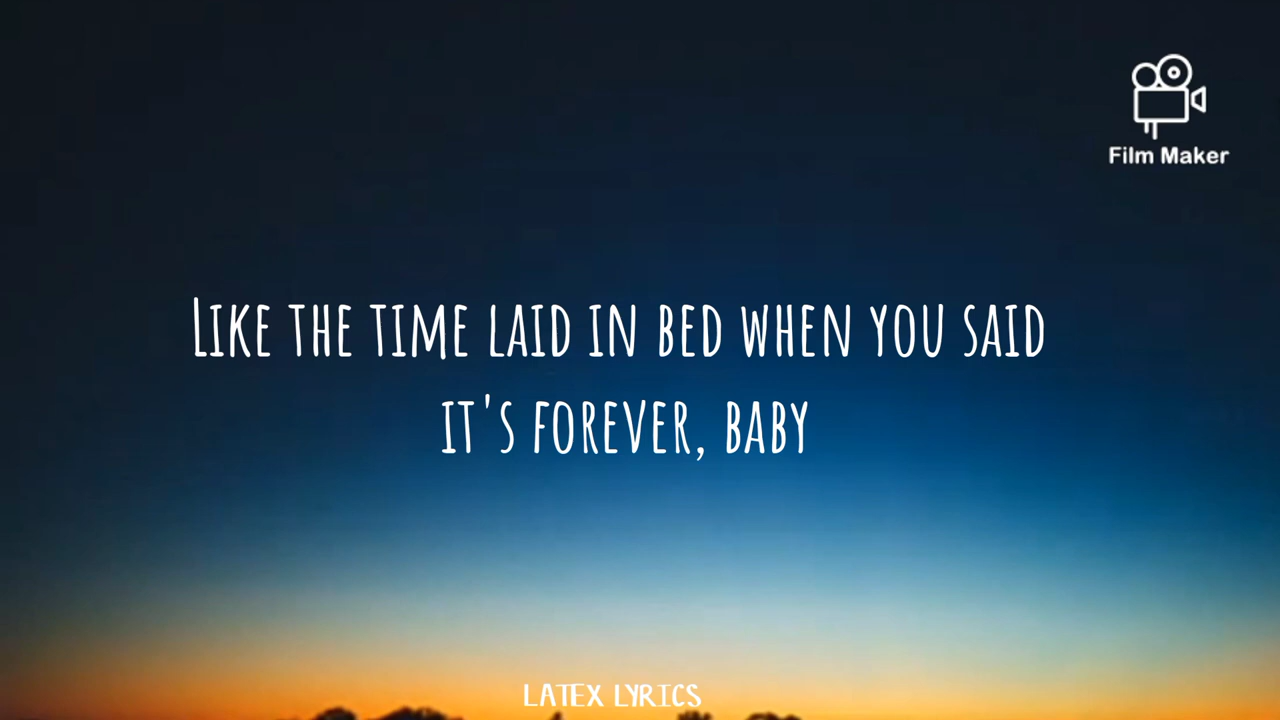 Film Maker
LIKE THE TIME LAID IN BED WHEN YOU SAID
IT'S FOREVER, BABY
LATEX LYRICS